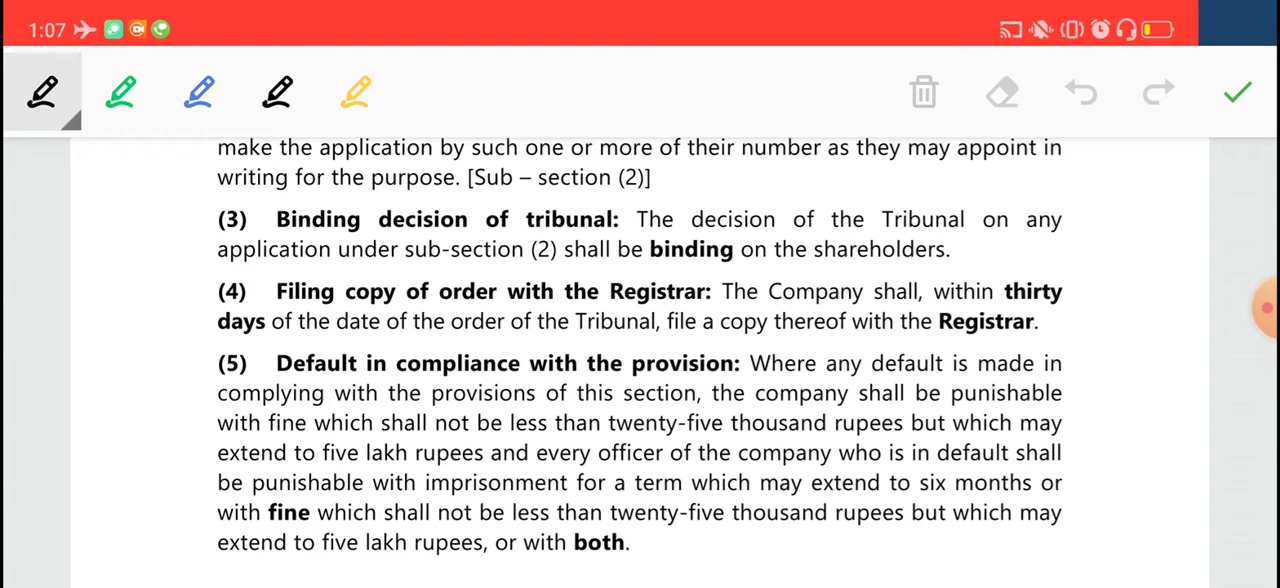 1:07
make the application by such one or more of their number as they may appoint in
writing for the purpose. [Sub – section (2)]
(3) Binding decision of tribunal: The decision of the Tribunal on any
application under sub-section (2) shall be binding on the shareholders.
(4) Filing copy of order with the Registrar: The Company shall, within thirty
days of the date of the order of the Tribunal, file a copy thereof with the Registrar.
(5) Default in compliance with the provision: Where any default is made in
complying with the provisions of this section, the company shall be punishable
with fine which shall not be less than twenty-five thousand rupees but which may
extend to five lakh rupees and every officer of the company who is in default shall
be punishable with imprisonment for a term which may extend to six months or
with fine which shall not be less than twenty-five thousand rupees but which may
extend to five lakh rupees, or with both.